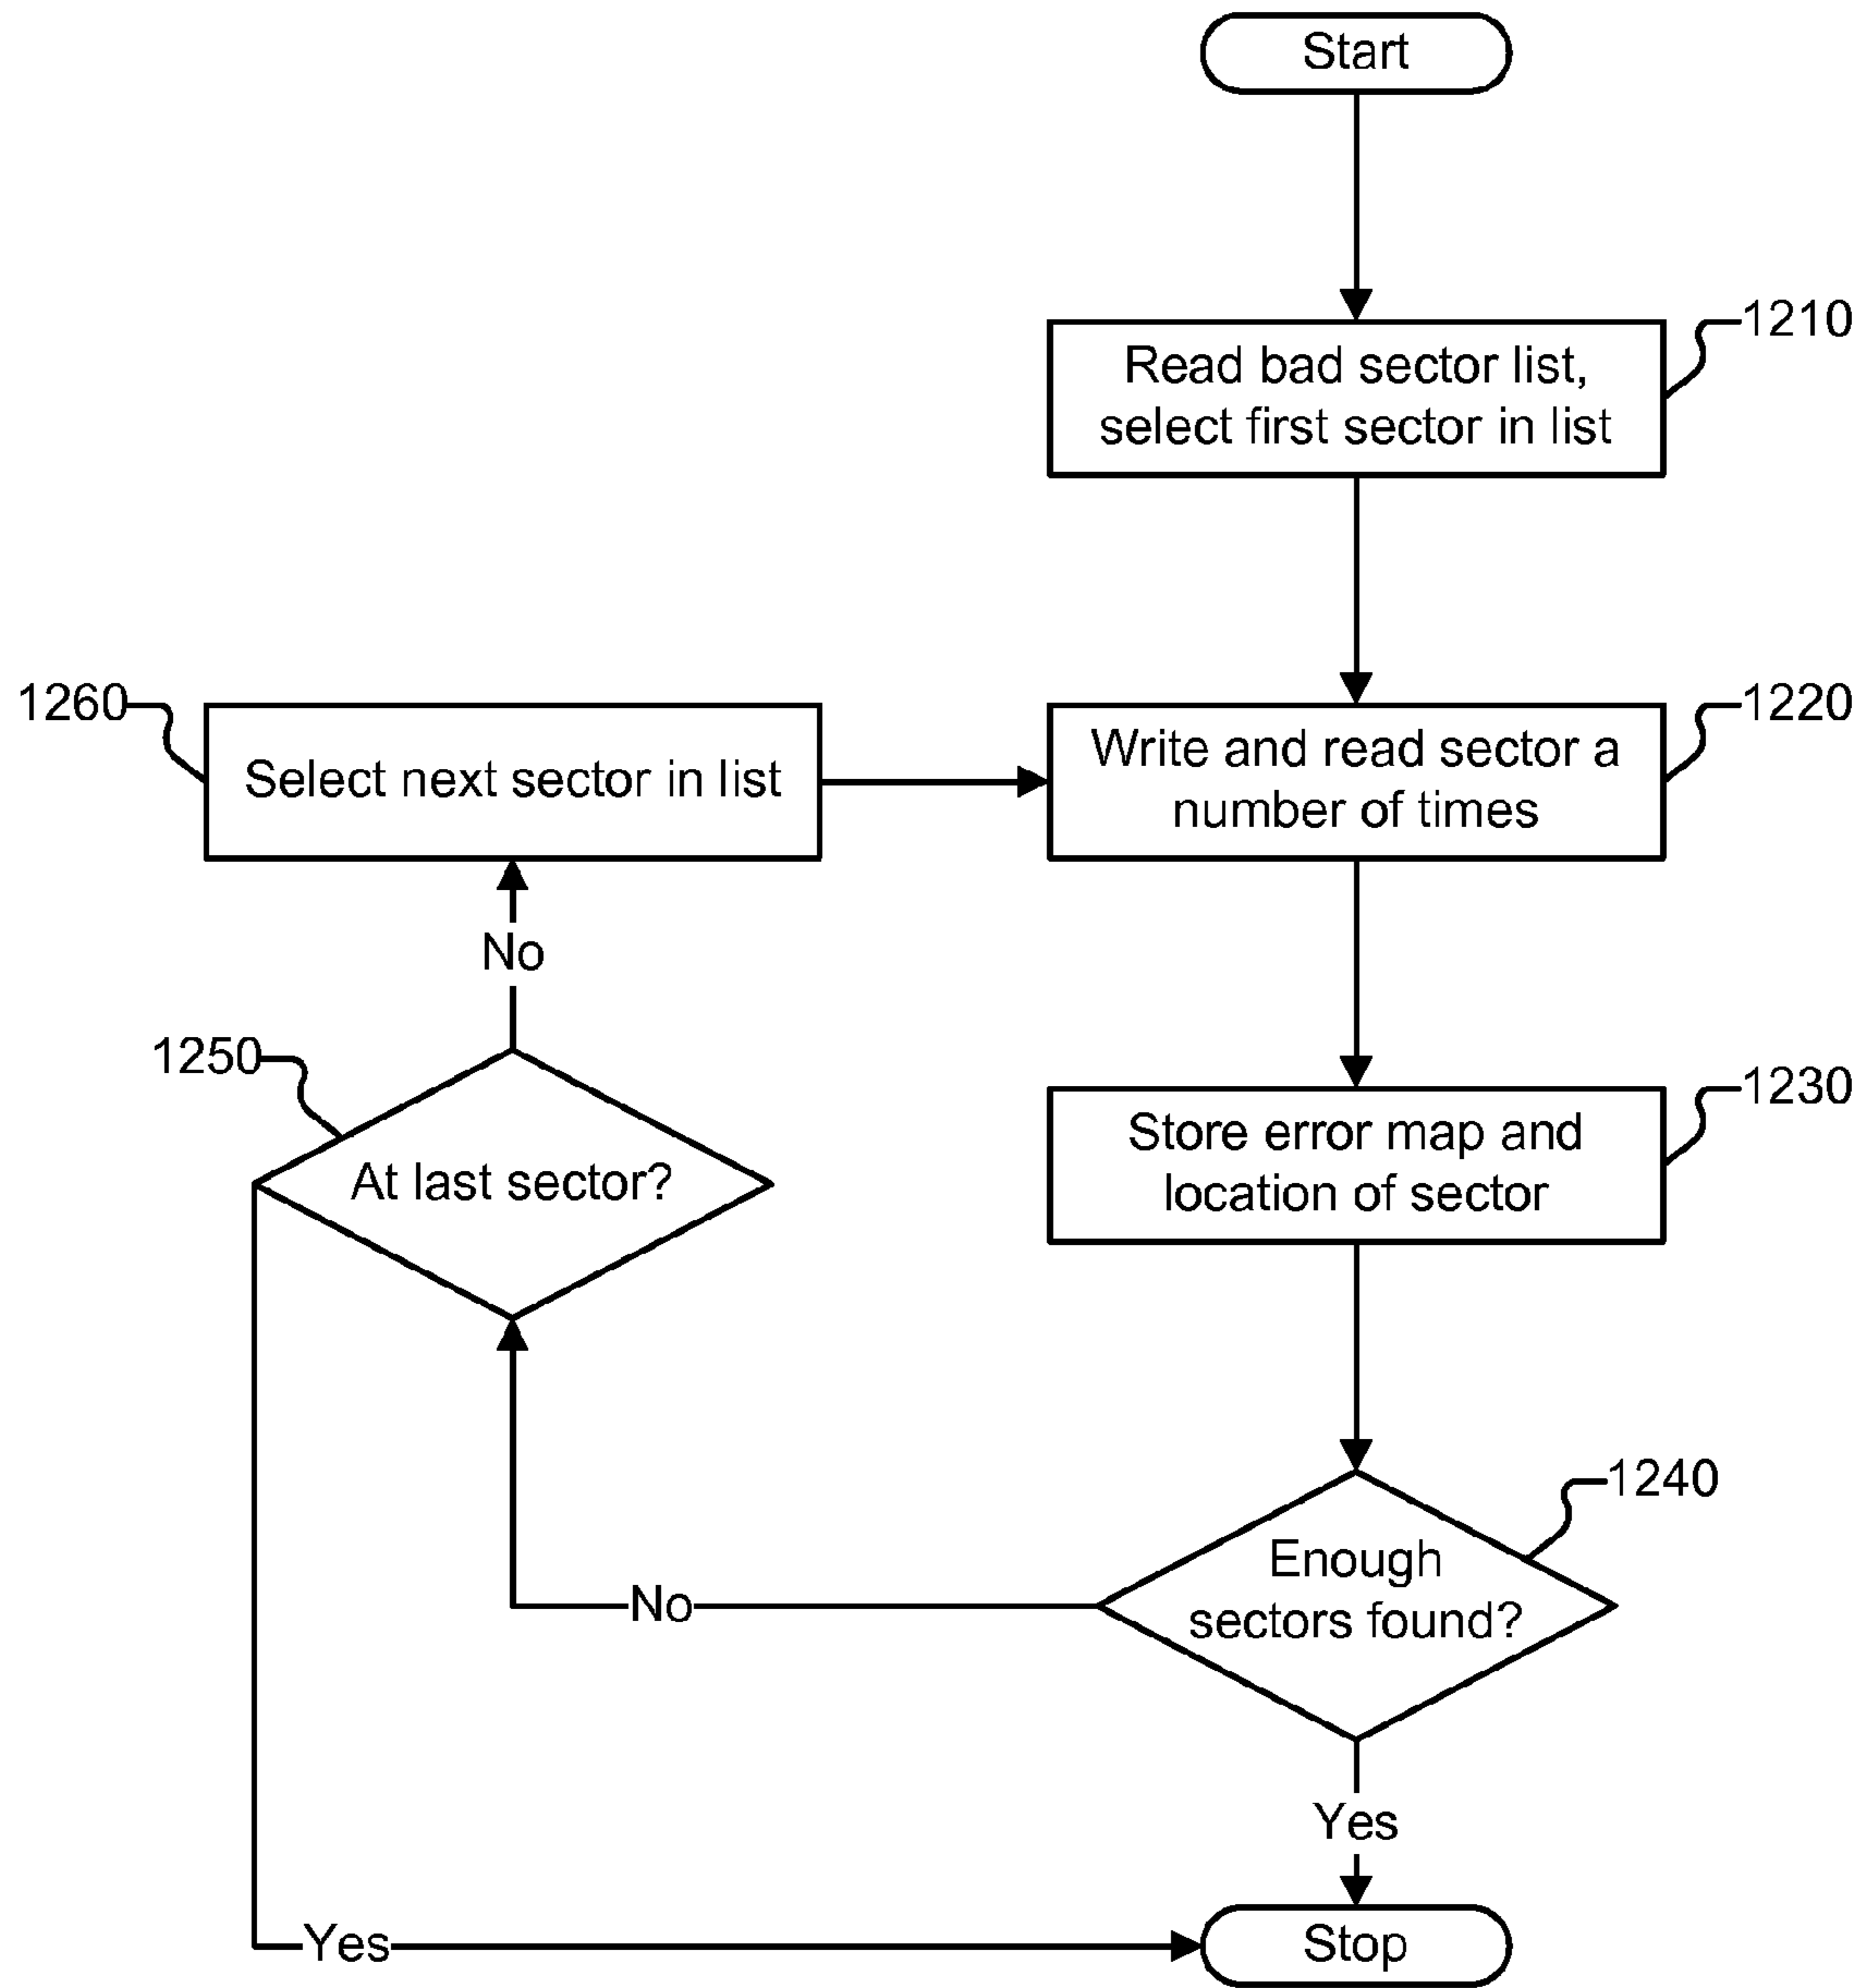 Start
1210
Read bad sector list,
select first sector in list
1260
Select next sector in list
1220
Write and read sector a
number of times
No
1250
At last sector?
1230
Store error map and
location of sector
1240
Enough
sectors found?
No
Yes
Yes
Stop